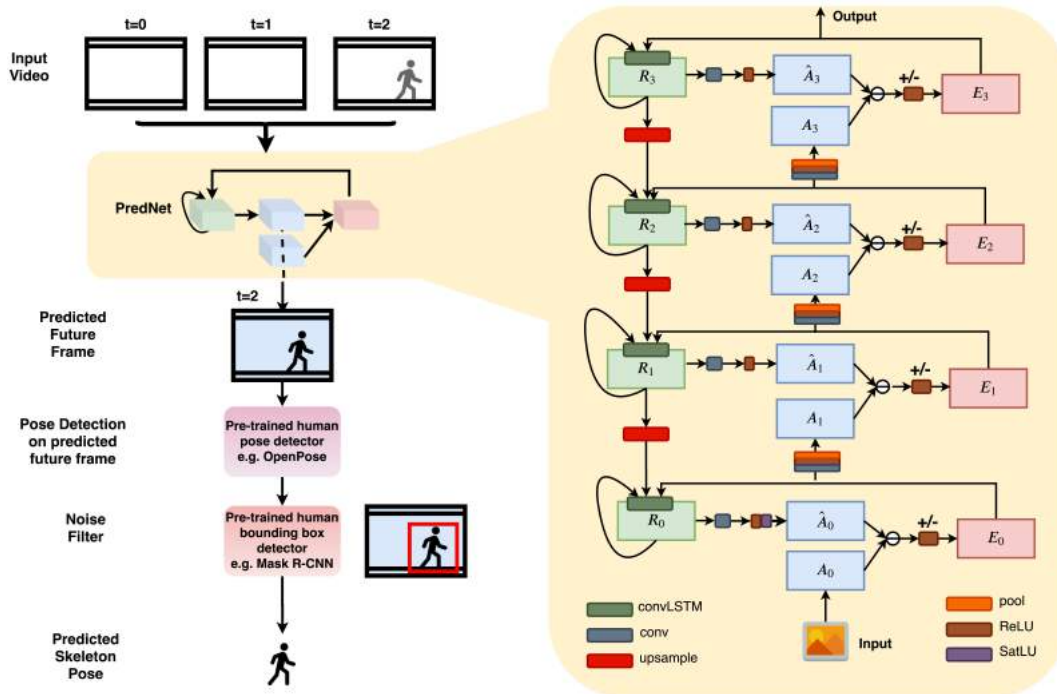 t=0
t=1
t=2
Input
Video
PredNet
t=2
Predicted
Future
Frame
Pose Detection
on predicted
future frame
Pre-trained human
pose detector
e.g. OpenPose
Noise
Filter
Pre-trained human
bounding box
detector
e.g. Mask R-CNN
Predicted
Skeleton
Pose
Output
R₃
Â₃
+/-
E₃
A₃
R₂
Â₂
+/-
E₂
A₂
R₁
Â₁
+/-
E₁
A₁
R₀
Â₀
+/-
E₀
A₀
Input
convLSTM
conv
upsample
pool
ReLU
SatLU